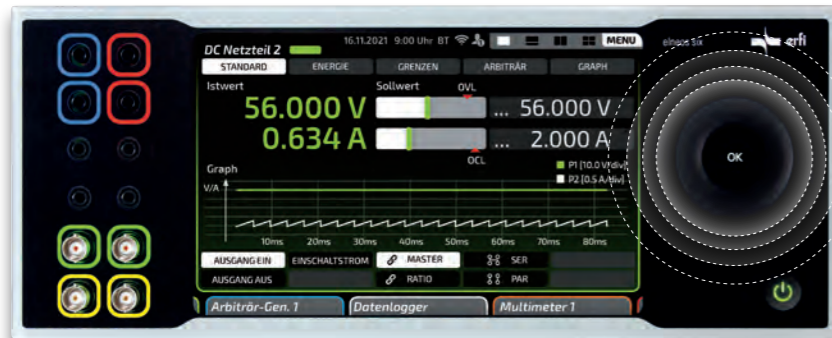 DC Netzteil 2 16.11.2021 9:00 Uhr BT MENU
elneos six erfi
STANDARD ENERGIE GRENZEN ARBITRÄR GRAPH
Istwert Sollwert OVL
56.000 V ... 56.000 V
0.634 A ... 2.000 A
OCL
Graph P1 [10.0 V/div]
P2 [0.5 A/div]
V/A
10ms 20ms 30ms 40ms 50ms 60ms 70ms 80ms
AUSGANG EIN EINSCHALTSTROM MASTER SER
AUSGANG AUS RATIO PAR
Arbiträr-Gen. 1 Datenlogger Multimeter 1
OK